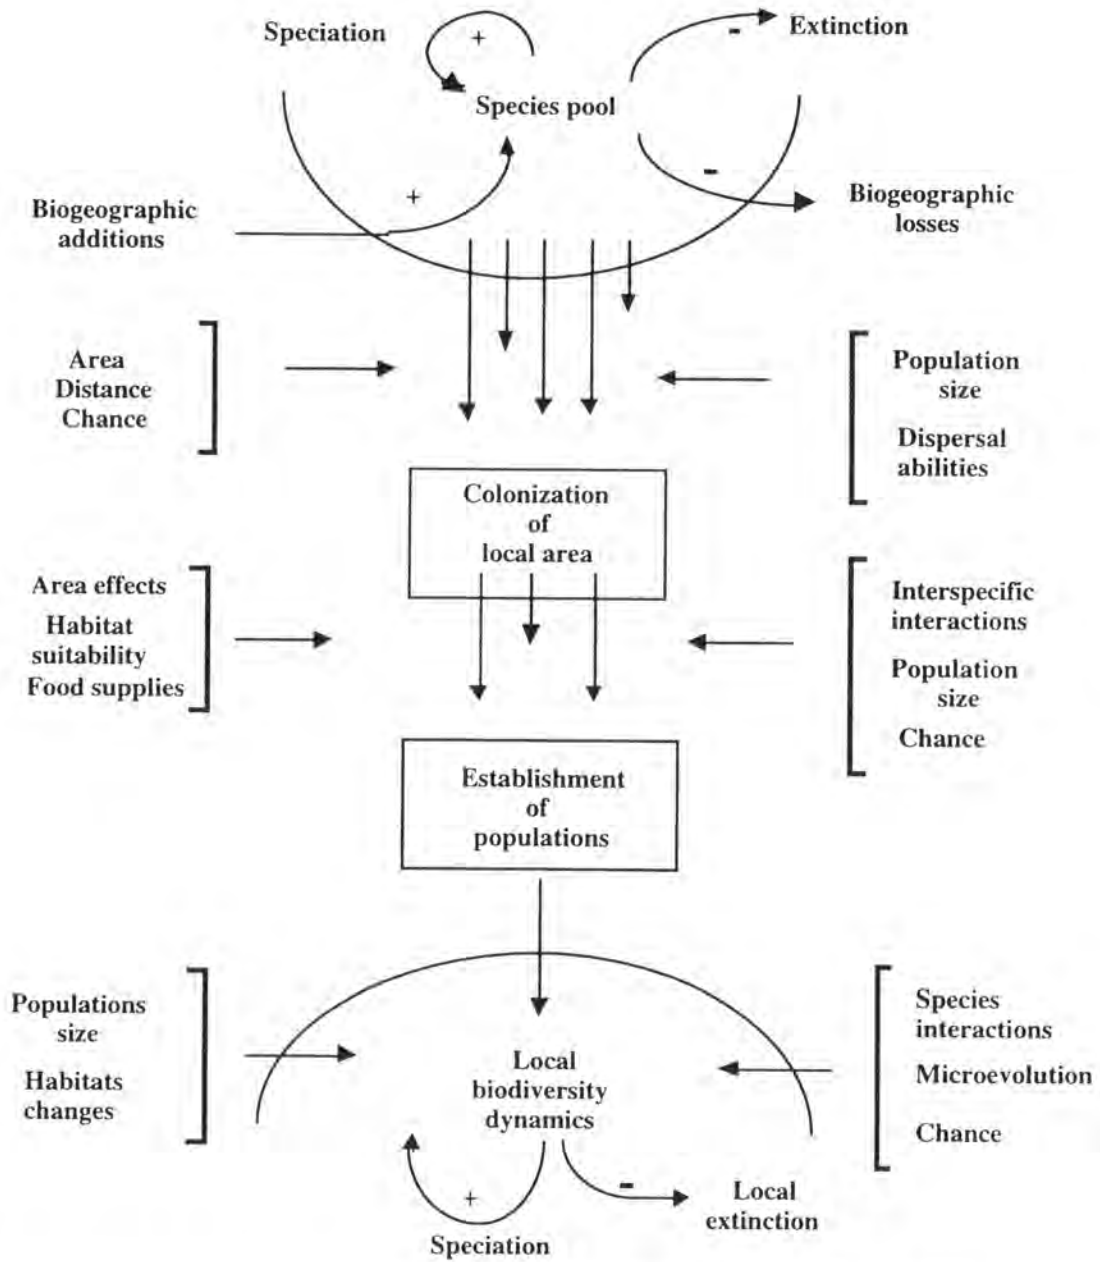 Speciation
+
-
Extinction
Species pool
+
-
Biogeographic
additions
Biogeographic
losses
Area
Distance
Chance
Population
size
Dispersal
abilities
Colonization
of
local area
Area effects
Habitat
suitability
Food supplies
Interspecific
interactions
Population
size
Chance
Establishment
of
populations
Populations
size
Habitats
changes
Species
interactions
Microevolution
Chance
Local
biodiversity
dynamics
+
-
Speciation
Local
extinction